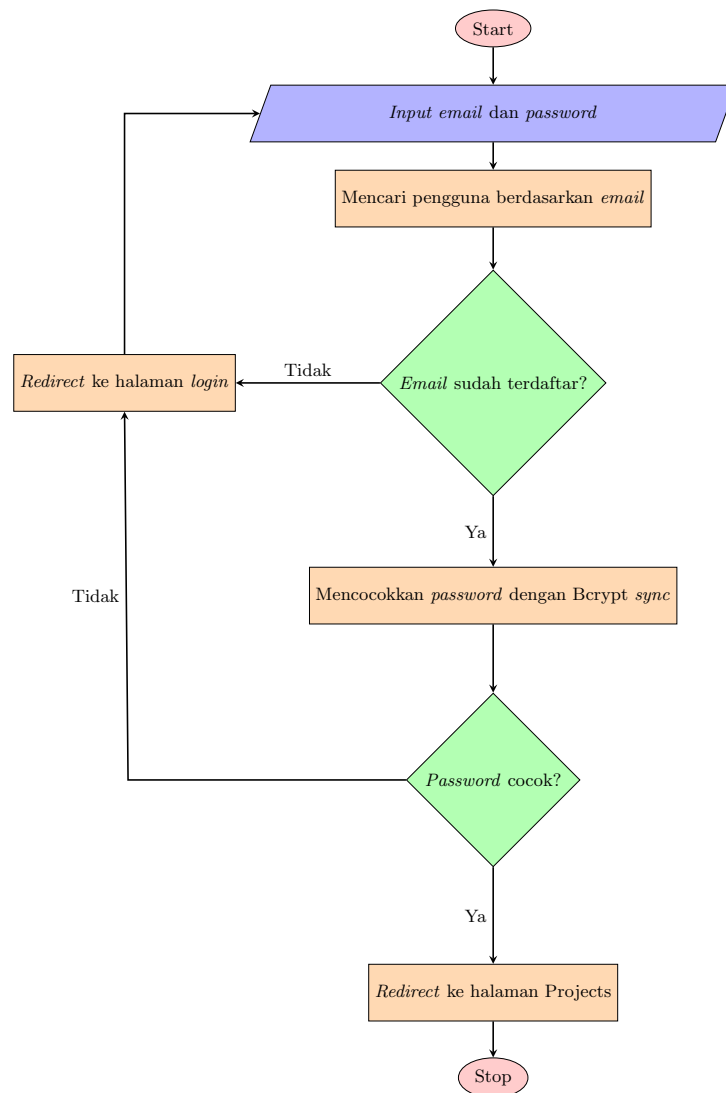 Start
Input email dan password
Mencari pengguna berdasarkan email
Email sudah terdaftar?
Tidak
Redirect ke halaman login
Ya
Mencocokkan password dengan Bcrypt sync
Tidak
Password cocok?
Ya
Redirect ke halaman Projects
Stop